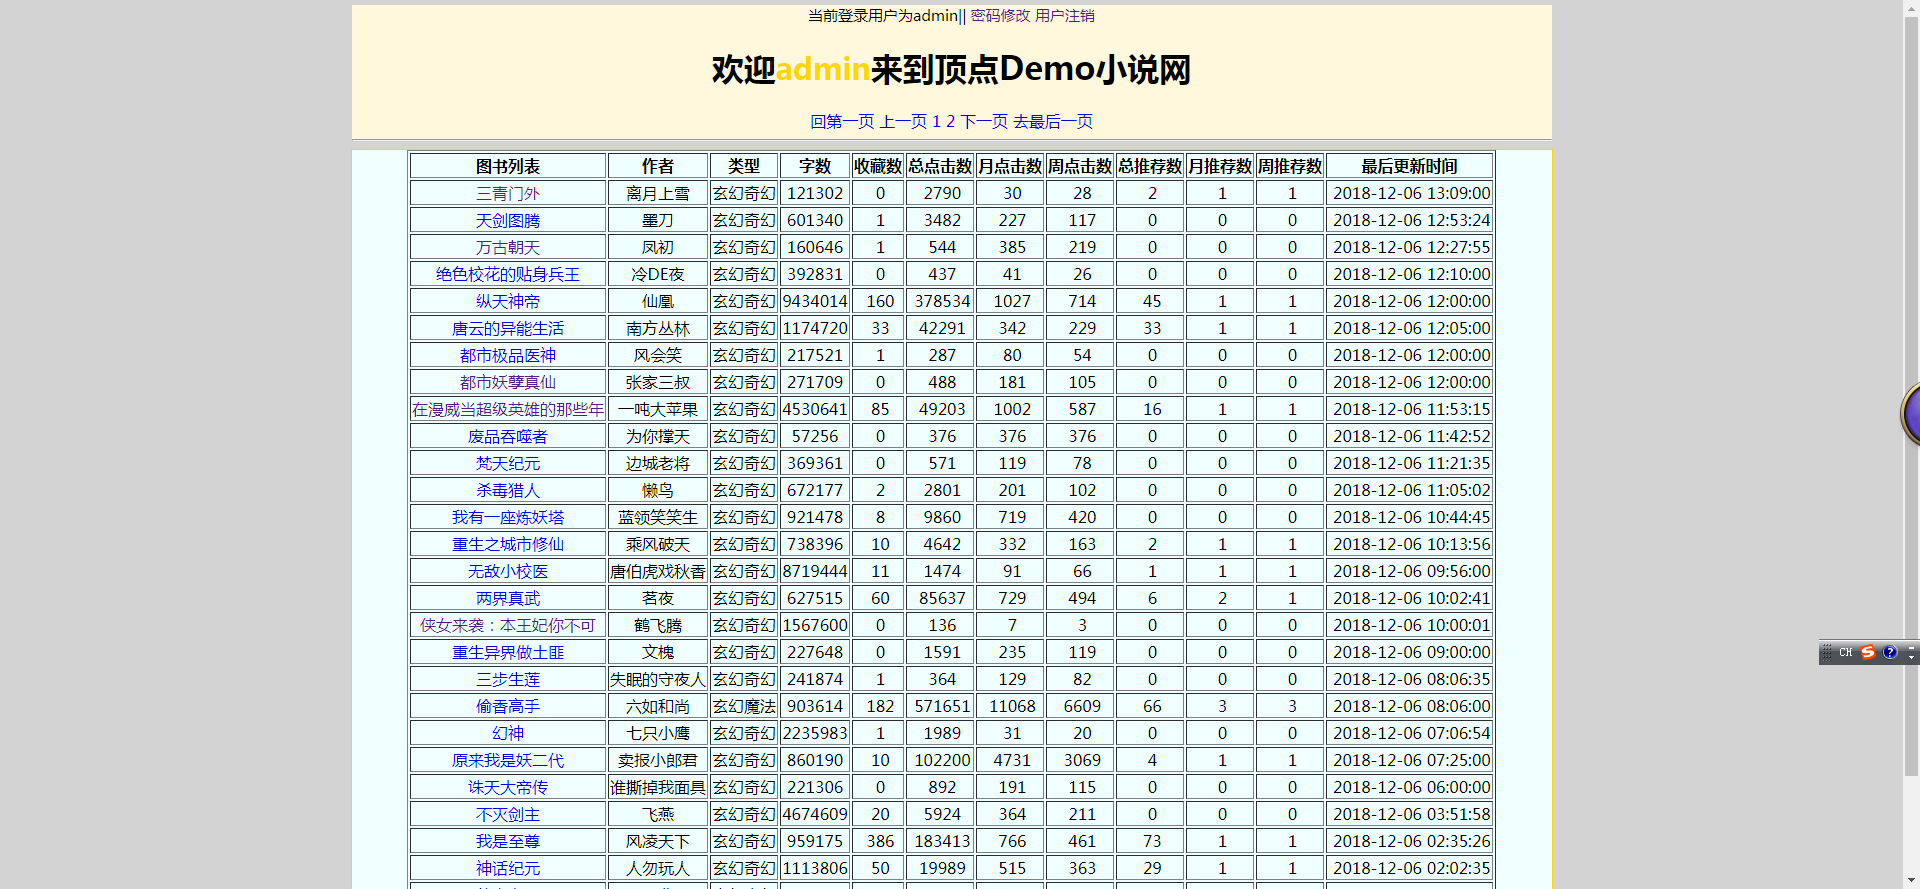 当前登录用户为admin|| 密码修改 用户注销
欢迎admin来到顶点Demo小说网
回第一页 上一页 1 2 下一页 去最后一页
图书列表 作者 类型 字数 收藏数 总点击数 月点击数 周点击数 总推荐数 月推荐数 周推荐数 最后更新时间
三青门外 离月上雪 玄幻奇幻 121302 0 2790 30 28 2 1 1 2018-12-06 13:09:00
天剑图腾 墨刀 玄幻奇幻 601340 1 3482 227 117 0 0 0 2018-12-06 12:53:24
万古朝天 凤初 玄幻奇幻 160646 1 544 385 219 0 0 0 2018-12-06 12:27:55
绝色校花的贴身兵王 冷DE夜 玄幻奇幻 392831 0 437 41 26 0 0 0 2018-12-06 12:10:00
纵天神帝 仙凰 玄幻奇幻 9434014 160 378534 1027 714 45 1 1 2018-12-06 12:00:00
唐云的异能生活 南方丛林 玄幻奇幻 1174720 33 42291 342 229 33 1 1 2018-12-06 12:05:00
都市极品医神 风会笑 玄幻奇幻 217521 1 287 80 54 0 0 0 2018-12-06 12:00:00
都市妖孽真仙 张家三叔 玄幻奇幻 271709 0 488 181 105 0 0 0 2018-12-06 12:00:00
在漫威当超级英雄的那些年 一吨大苹果 玄幻奇幻 4530641 85 49203 1002 587 16 1 1 2018-12-06 11:53:15
废品吞噬者 为你撑天 玄幻奇幻 57256 0 376 376 376 0 0 0 2018-12-06 11:42:52
梵天纪元 边城老将 玄幻奇幻 369361 0 571 119 78 0 0 0 2018-12-06 11:21:35
杀毒猎人 懒鸟 玄幻奇幻 672177 2 2801 201 102 0 0 0 2018-12-06 11:05:02
我有一座炼妖塔 蓝领笑笑生 玄幻奇幻 921478 8 9860 719 420 0 0 0 2018-12-06 10:44:45
重生之城市修仙 乘风破天 玄幻奇幻 738396 10 4642 332 163 2 1 1 2018-12-06 10:13:56
无敌小校医 唐伯虎戏秋香 玄幻奇幻 8719444 11 1474 91 66 1 1 1 2018-12-06 09:56:00
两界真武 茗夜 玄幻奇幻 627515 60 85637 729 494 6 2 1 2018-12-06 10:02:41
侠女来袭：本王妃你不可 鹤飞腾 玄幻奇幻 1567600 0 136 7 3 0 0 0 2018-12-06 10:00:01
重生异界做土匪 文槐 玄幻奇幻 227648 0 1591 235 119 0 0 0 2018-12-06 09:00:00
三步生莲 失眠的守夜人 玄幻奇幻 241874 1 364 129 82 0 0 0 2018-12-06 08:06:35
偷香高手 六如和尚 玄幻魔法 903614 182 571651 11068 6609 66 3 3 2018-12-06 08:06:00
幻神 七只小鹰 玄幻奇幻 2235983 1 1989 31 20 0 0 0 2018-12-06 07:06:54
原来我是妖二代 卖报小郎君 玄幻奇幻 860190 10 102200 4731 3069 4 1 1 2018-12-06 07:25:00
诛天大帝传 谁撕掉我面具 玄幻奇幻 221306 0 892 191 115 0 0 0 2018-12-06 06:00:00
不灭剑主 飞燕 玄幻奇幻 4674609 20 5924 364 211 0 0 0 2018-12-06 03:51:58
我是至尊 风凌天下 玄幻奇幻 959175 386 183413 766 461 73 1 1 2018-12-06 02:35:26
神话纪元 人勿玩人 玄幻奇幻 1113806 50 19989 515 363 29 1 1 2018-12-06 02:02:35
CH S ?